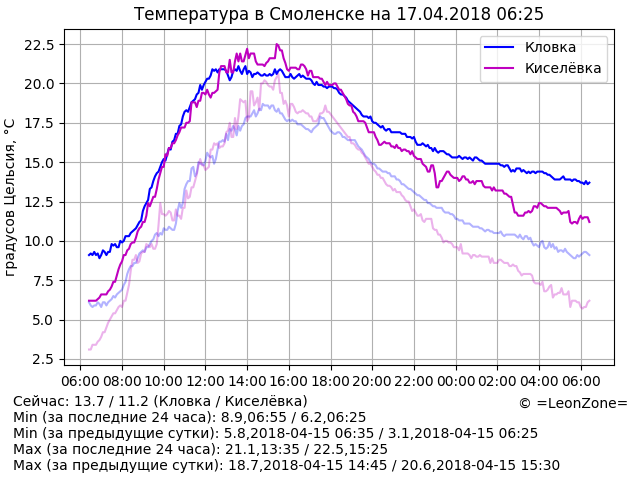 Температура в Смоленске на 17.04.2018 06:25
градусов Цельсия, °C
22.5
20.0
17.5
15.0
12.5
10.0
7.5
5.0
2.5
Кловка
Киселёвка
06:00 08:00 10:00 12:00 14:00 16:00 18:00 20:00 22:00 00:00 02:00 04:00 06:00
Сейчас: 13.7 / 11.2 (Кловка / Киселёвка)
© =LeonZone=
Min (за последние 24 часа): 8.9,06:55 / 6.2,06:25
Min (за предыдущие сутки): 5.8,2018-04-15 06:35 / 3.1,2018-04-15 06:25
Max (за последние 24 часа): 21.1,13:35 / 22.5,15:25
Max (за предыдущие сутки): 18.7,2018-04-15 14:45 / 20.6,2018-04-15 15:30